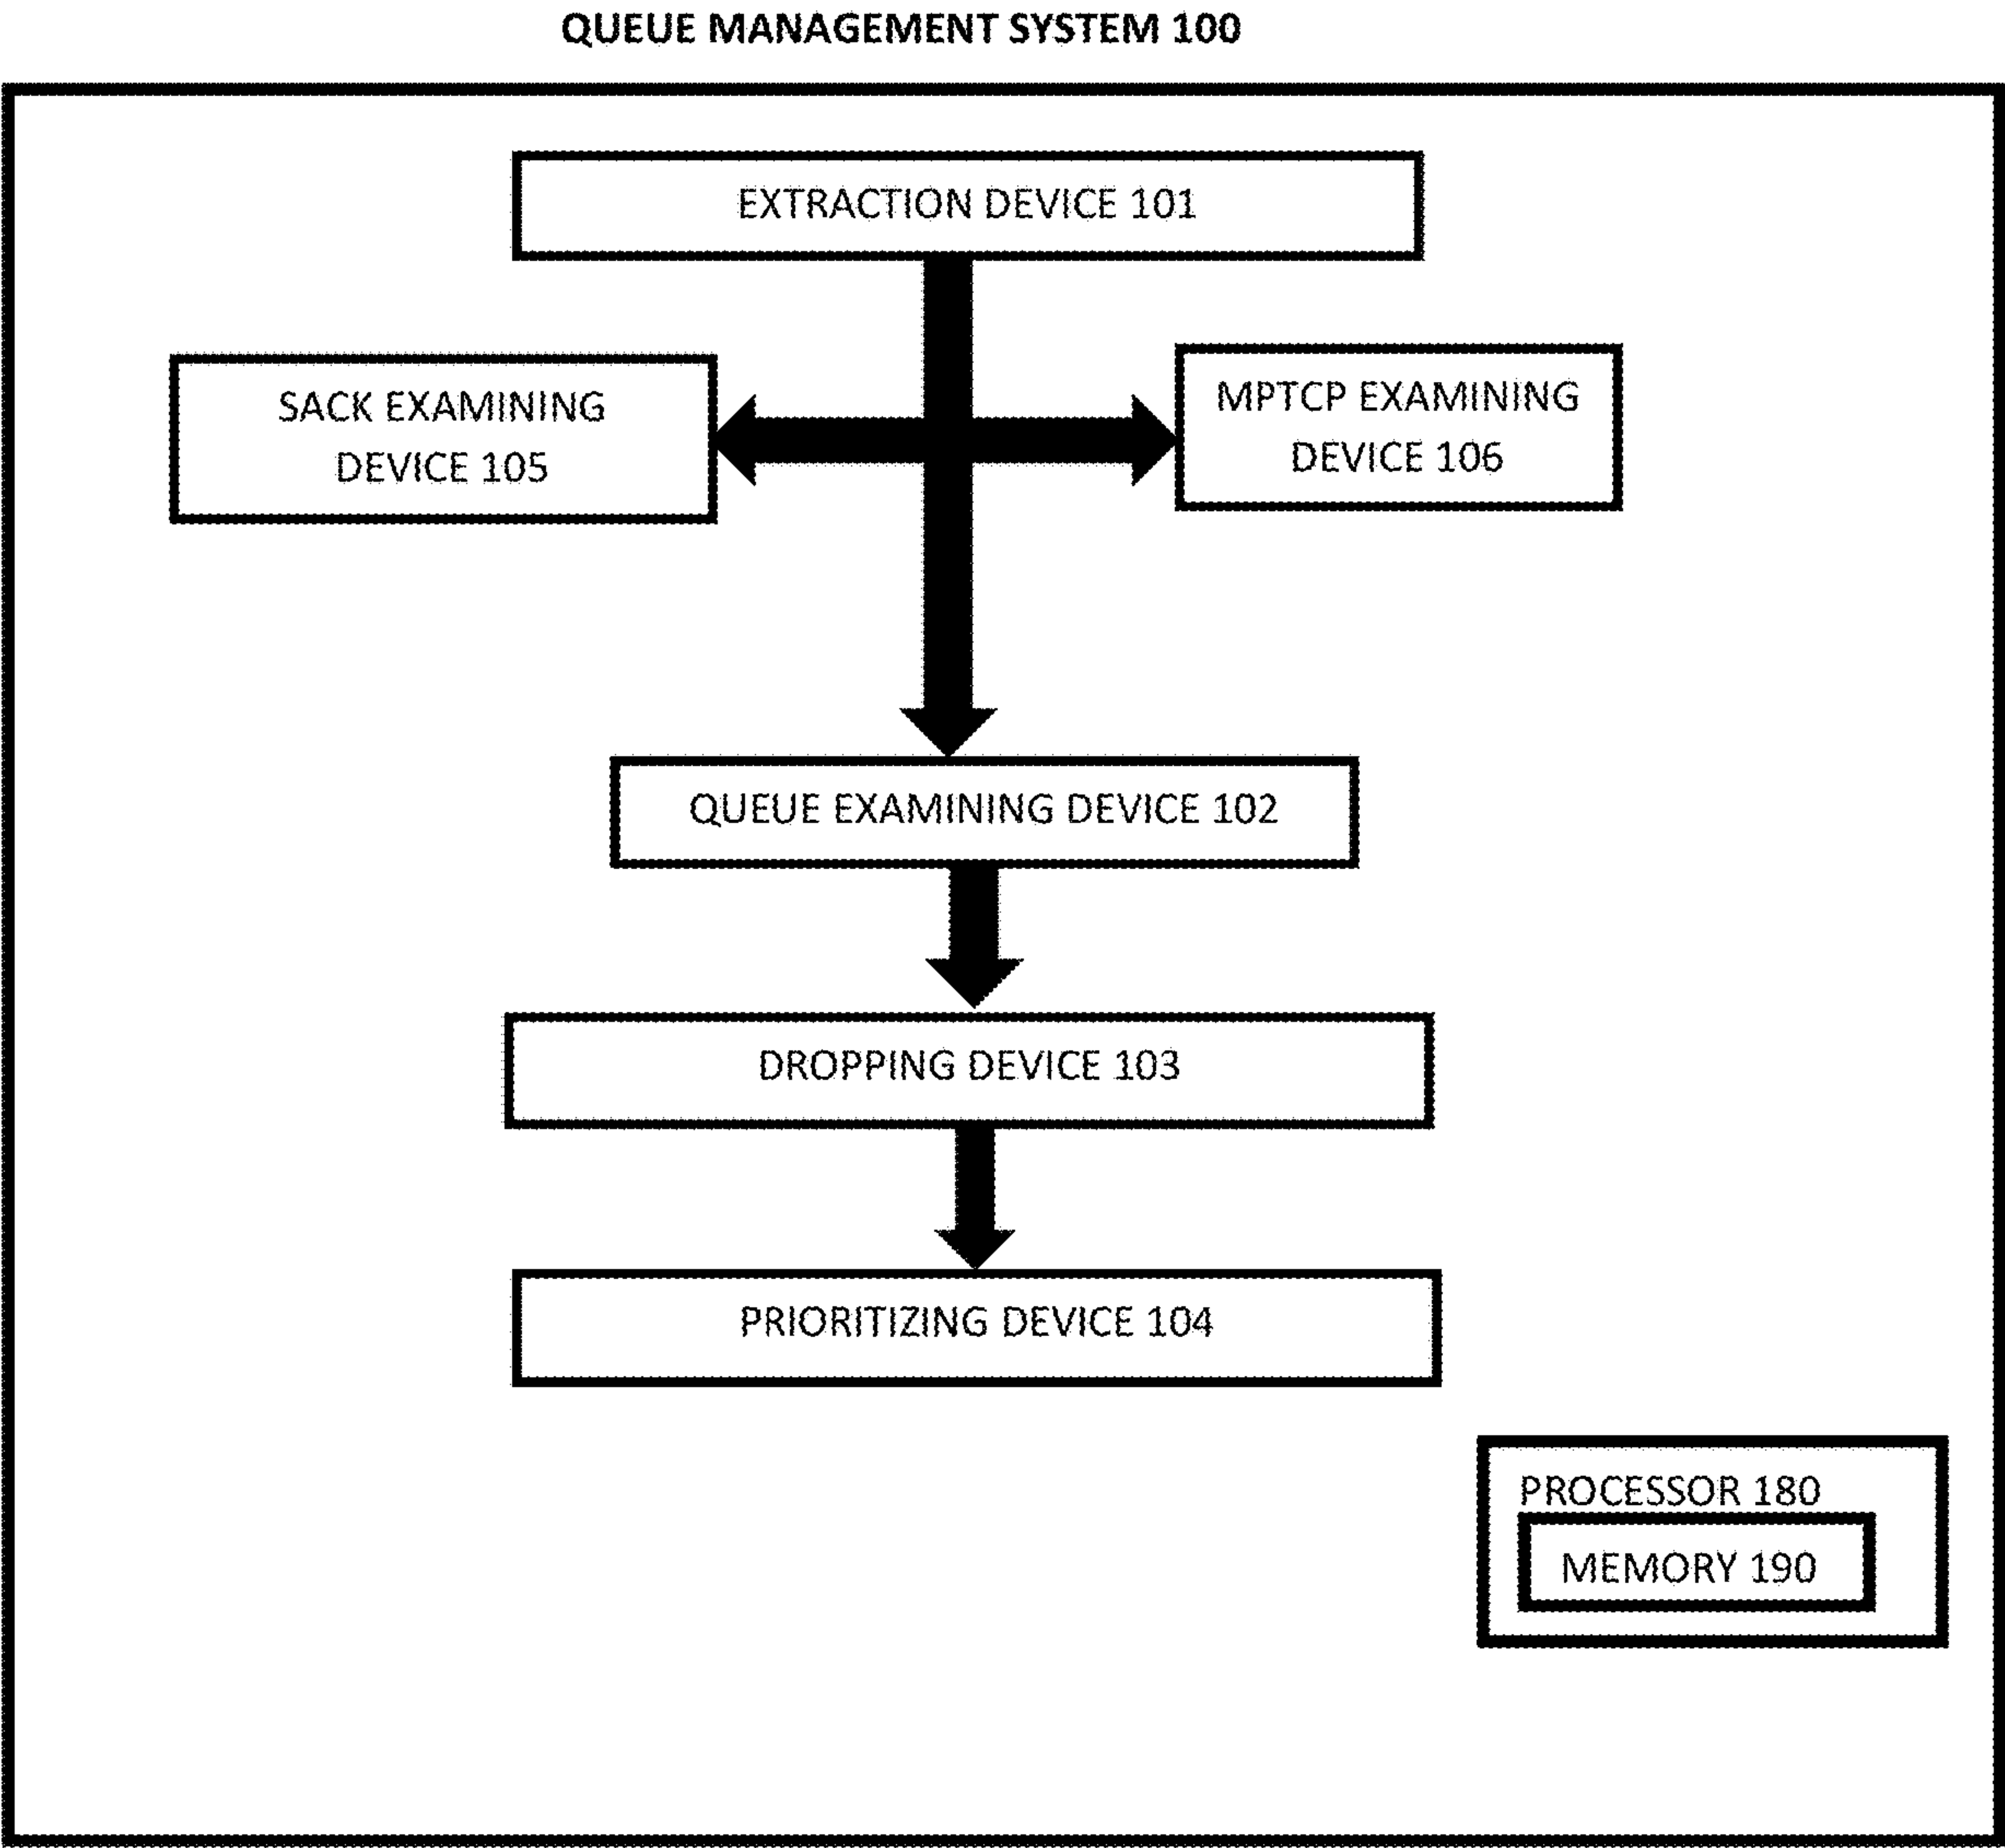 QUEUE MANAGEMENT SYSTEM 100
EXTRACTION DEVICE 101
SACK EXAMINING
DEVICE 105
MPTCP EXAMINING
DEVICE 106
QUEUE EXAMINING DEVICE 102
DROPPING DEVICE 103
PRIORITIZING DEVICE 104
PROCESSOR 180
MEMORY 190